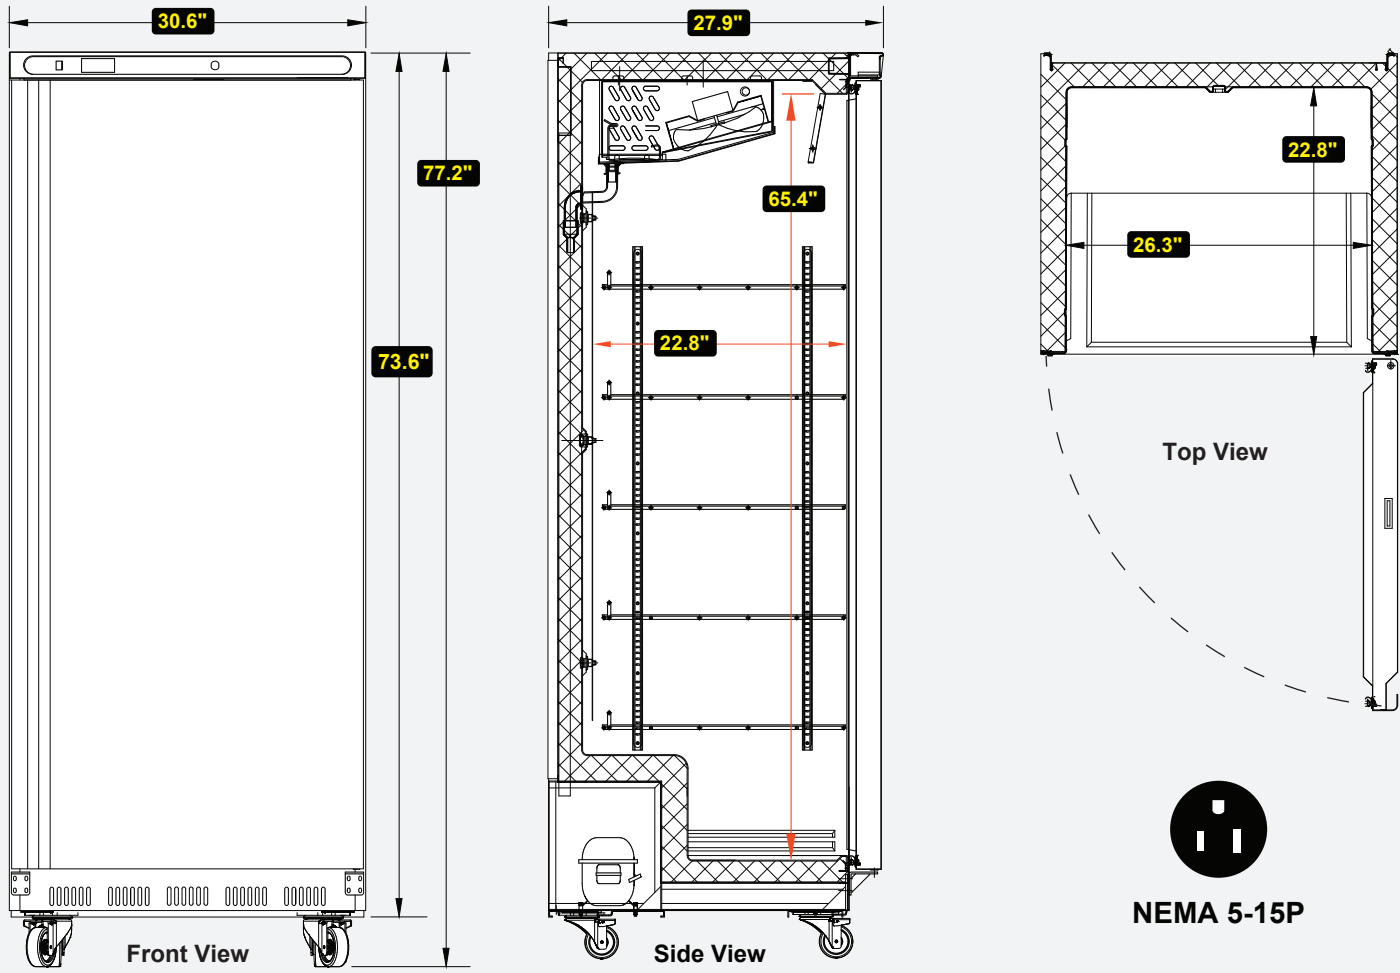 30.6"
27.9"
77.2"
73.6"
65.4"
22.8"
22.8"
26.3"
Top View
Front View
Side View
NEMA 5-15P